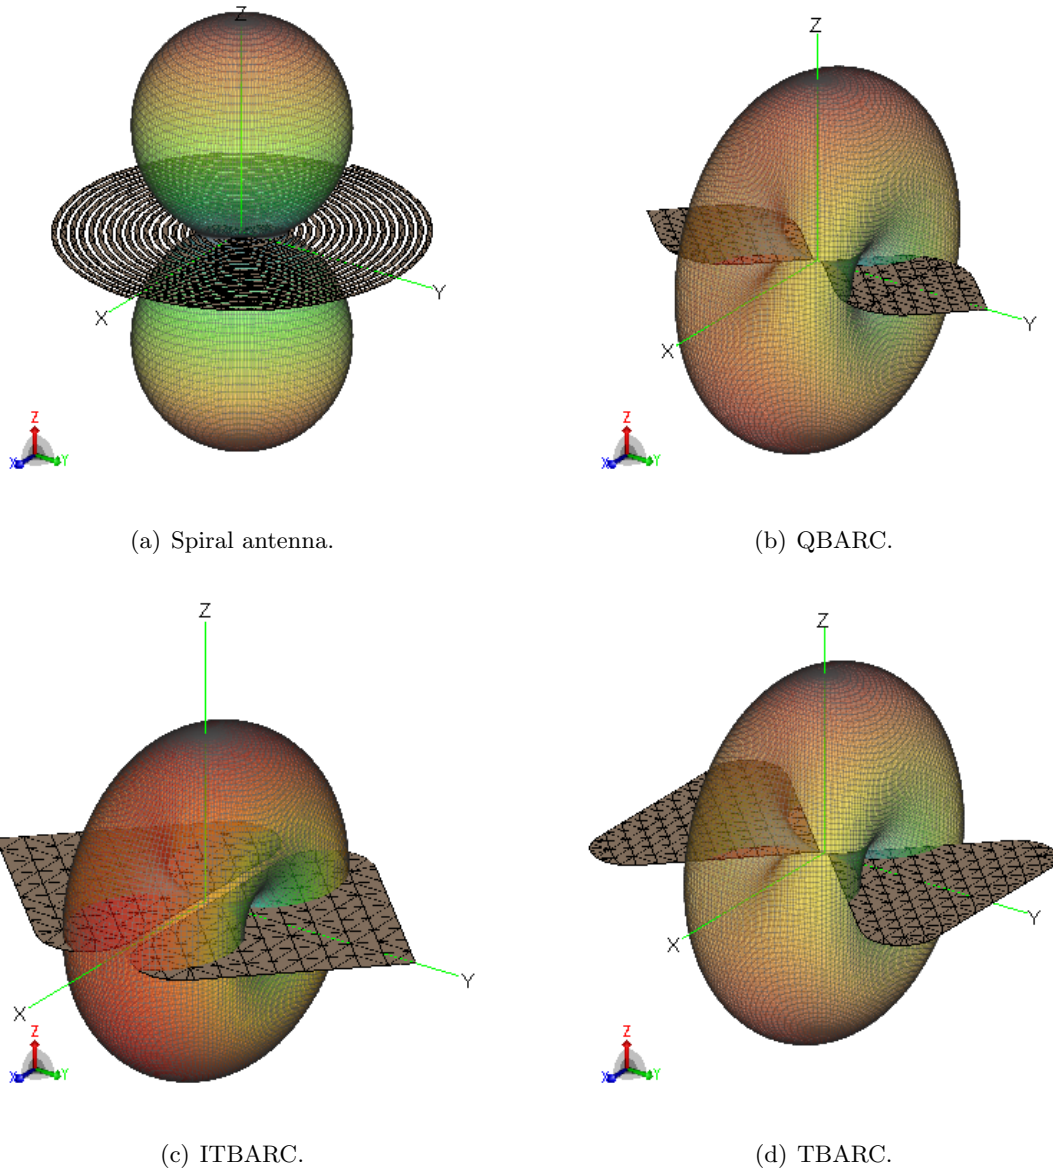 Z
Y
X
Z
X Y
(a) Spiral antenna.
Z
Y
X
Z
X Y
(b) QBARC.
Z
Y
X
Z
X Y
(c) ITBARC.
Z
Y
X
Z
X Y
(d) TBARC.